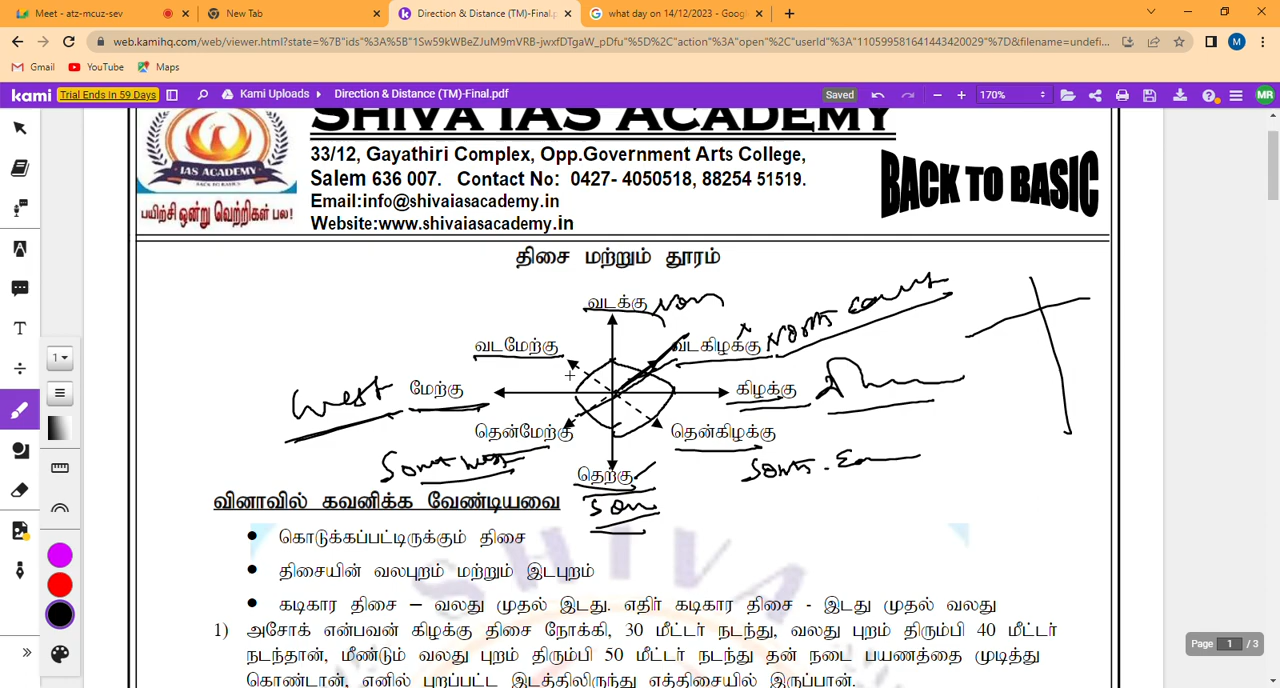 Meet - atz-mcuz-sev
New Tab
Direction & Distance (TM)-Final.p
what day on 14/12/2023 - Goog
web.kamihq.com/web/viewer.html?state=%7B"ids"%3A%5B"1Sw59kWBeZJuM9mVRB-jwxfDTgaW_pDfu"%5D%2C"action"%3A"open"%2C"userId"%3A"110599581641443420029"%7D&filename=undefi...
M
Gmail YouTube Maps
kami Trial Ends In 59 Days Kami Uploads Direction & Distance (TM)-Final.pdf Saved 170% MR
SHIVA IAS ACADEMY
33/12, Gayathiri Complex, Opp.Government Arts College,
Salem 636 007. Contact No: 0427- 4050518, 88254 51519.
Email:info@shivaiasacademy.in
Website:www.shivaiasacademy.in
BACK TO BASIC
IAS ACADEMY
BACK TO BASICS
பயிற்சி ஒன்று வெற்றிகள் பல!
திசை மற்றும் தூரம்
வடக்கு
வடமேற்கு வடகிழக்கு
West மேற்கு கிழக்கு
தென்மேற்கு தென்கிழக்கு
தெற்கு
வினாவில் கவனிக்க வேண்டியவை
கொடுக்கப்பட்டிருக்கும் திசை
திசையின் வலபுறம் மற்றும் இடபுறம்
கடிகார திசை – வலது முதல் இடது. எதிர் கடிகார திசை - இடது முதல் வலது
1) அசோக் என்பவன் கிழக்கு திசை நோக்கி, 30 மீட்டர் நடந்து, வலது புறம் திரும்பி 40 மீட்டர்
நடந்தான், மீண்டும் வலது புறம் திரும்பி 50 மீட்டர் நடந்து தன் நடை பயணத்தை முடித்து
கொண்டான், எனில் புறப்பட்ட இடத்திலிருந்து எத்திசையில் இருப்பான்.
SHIVA
Page 1 / 3
1